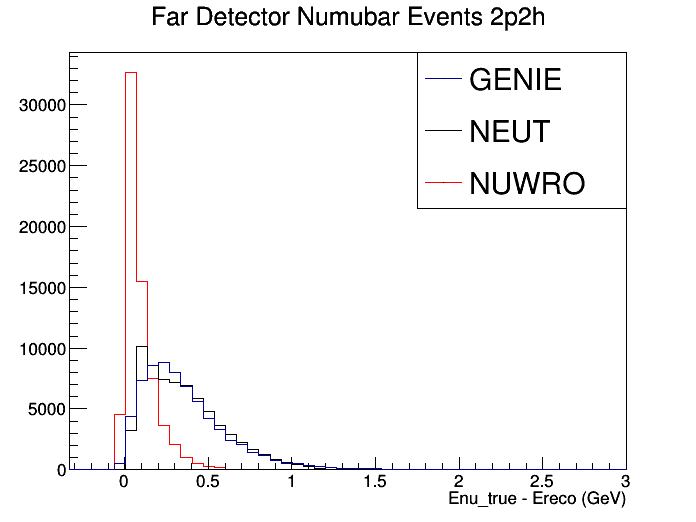 Far Detector Numubar Events 2p2h
GENIE
NEUT
NUWRO
30000
25000
20000
15000
10000
5000
0
0 0.5 1 1.5 2 2.5 3
Enu_true - Ereco (GeV)